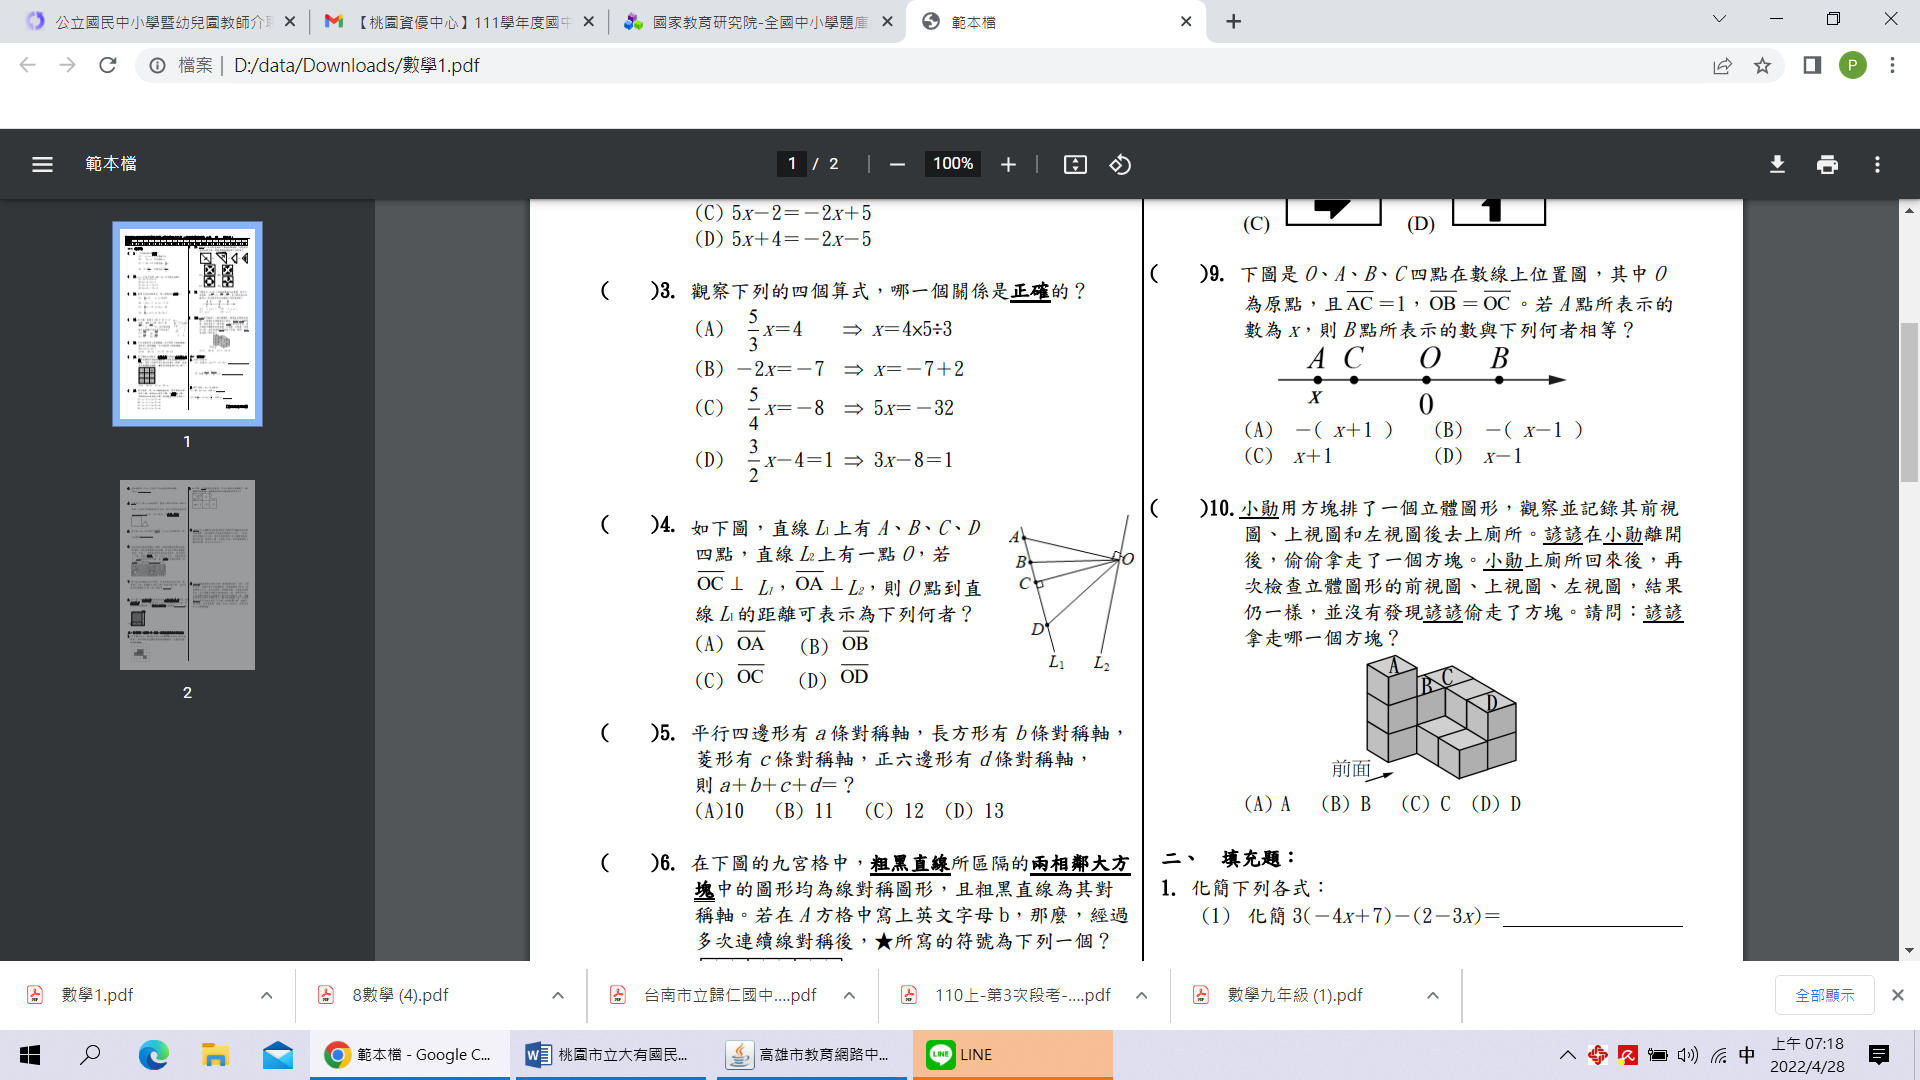 公立國民中小學暨幼兒園教師介聘
【桃園資優中心】111學年度國中
國家教育研究院-全國中小學題庫
範本檔
檔案 | D:/data/Downloads/數學1.pdf
P
範本檔
1 / 2
100%
1
2
(C) 5x－2＝－2x＋5
(D) 5x＋4＝－2x－5
( )3. 觀察下列的四個算式，哪一個關係是正確的？
(A) 5/3 x＝4 ⇒ x＝4×5÷3
(B) －2x＝－7 ⇒ x＝－7＋2
(C) 5/4 x＝－8 ⇒ 5x＝－32
(D) 3/2 x－4＝1 ⇒ 3x－8＝1
( )4. 如下圖，直線 L1 上有 A、B、C、D
四點，直線 L2 上有一點 O，若
OC ⊥ L1，OA ⊥ L2，則 O 點到直
線 L1 的距離可表示為下列何者？
(A) OA (B) OB
(C) OC (D) OD
A
B
C
D
O
L1 L2
( )5. 平行四邊形有 a 條對稱軸，長方形有 b 條對稱軸，
菱形有 c 條對稱軸，正六邊形有 d 條對稱軸，
則 a＋b＋c＋d＝？
(A)10 (B) 11 (C) 12 (D) 13
( )6. 在下圖的九宮格中，粗黑直線所區隔的兩相鄰大方
塊中的圖形均為線對稱圖形，且粗黑直線為其對
稱軸。若在 A 方格中寫上英文字母 b，那麼，經過
多次連續線對稱後，★所寫的符號為下列一個？
(C) (D)
( )9. 下圖是 O、A、B、C 四點在數線上位置圖，其中 O
為原點，且 AC ＝1，OB ＝ OC 。若 A 點所表示的
數為 x，則 B 點所表示的數與下列何者相等？
A C O B
x 0
(A) －( x＋1 ) (B) －( x－1 )
(C) x＋1 (D) x－1
( )10. 小勛用方塊排了一個立體圖形，觀察並記錄其前視
圖、上視圖和左視圖後去上廁所。諺諺在小勛離開
後，偷偷拿走了一個方塊。小勛上廁所回來後，再
次檢查立體圖形的前視圖、上視圖、左視圖，結果
仍一樣，並沒有發現諺諺偷走了方塊。請問：諺諺
拿走哪一個方塊？
A
B C
D
前面
(A) A (B) B (C) C (D) D
二、 填充題：
1. 化簡下列各式：
(1) 化簡 3(－4x＋7)－(2－3x)＝
數學1.pdf
8數學 (4).pdf
台南市立歸仁國中....pdf
110上-第3次段考-....pdf
數學九年級 (1).pdf
全部顯示
範本檔 - Google C...
桃園市立大有國民...
高雄市教育網路中...
LINE
中
上午 07:18
2022/4/28